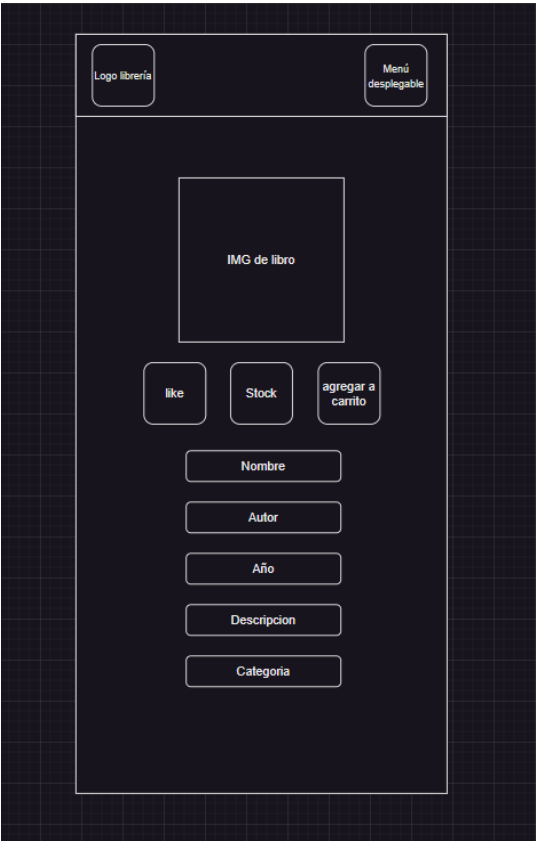 Logo librería
Menú
desplegable
IMG de libro
like
Stock
agregar a
carrito
Nombre
Autor
Año
Descripcion
Categoria